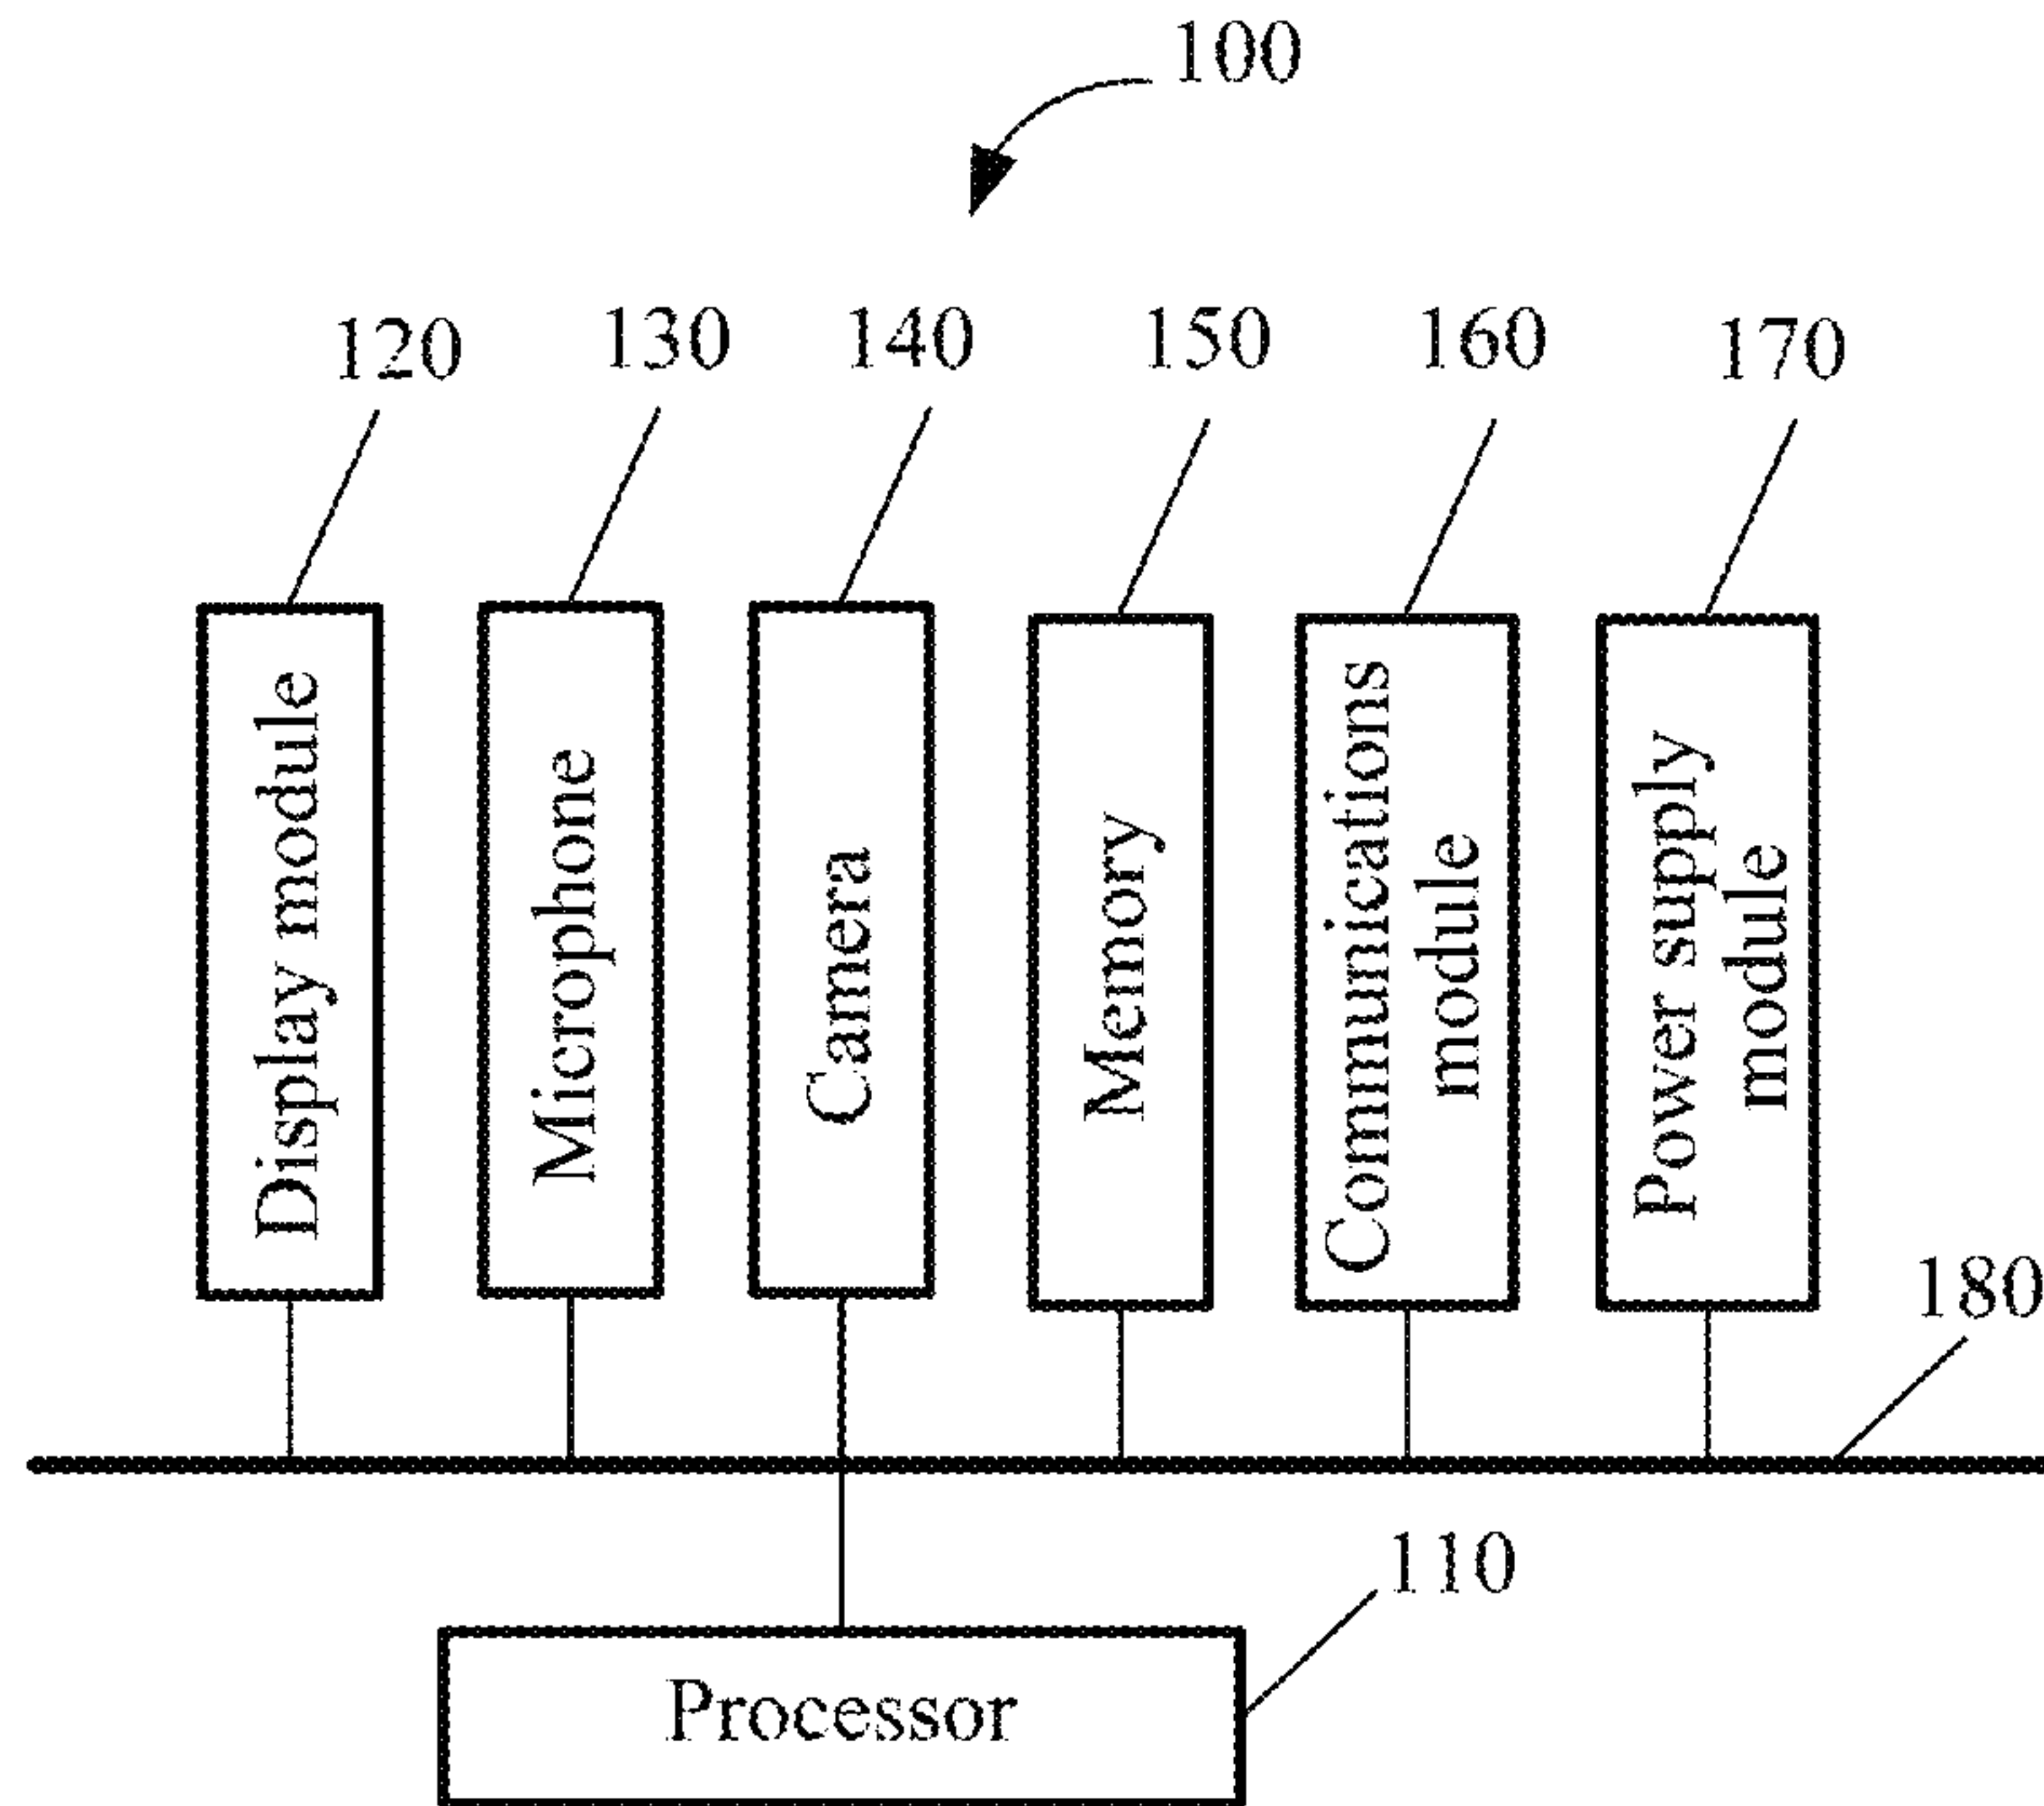 100
120
130
140
150
160
170
Display module
Microphone
Camera
Memory
Communications
module
Power supply
module
180
110
Processor